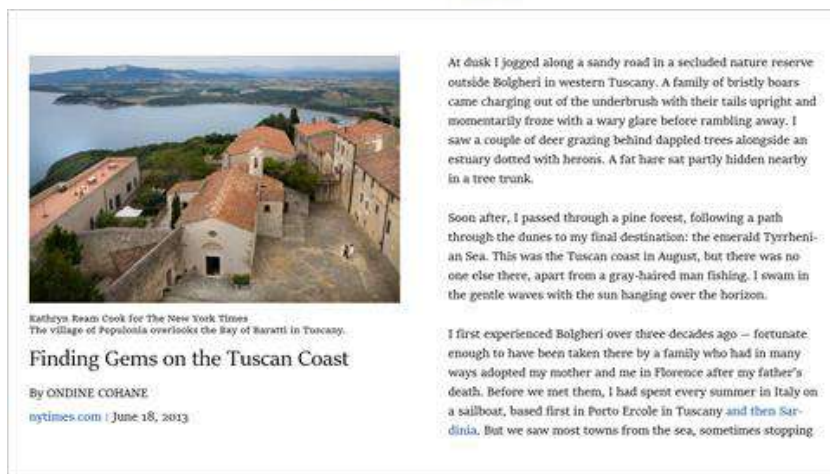 Kathryn Ream Cook for The New York Times
The village of Populonia overlooks the Bay of Baratti in Tuscany.
Finding Gems on the Tuscan Coast
By ONDINE COHANE
nytimes.com | June 18, 2013
At dusk I jogged along a sandy road in a secluded nature reserve
outside Bolgheri in western Tuscany. A family of bristly boars
came charging out of the underbrush with their tails upright and
momentarily froze with a wary glare before rambling away. I
saw a couple of deer grazing behind dappled trees alongside an
estuary dotted with herons. A fat hare sat partly hidden nearby
in a tree trunk.
Soon after, I passed through a pine forest, following a path
through the dunes to my final destination: the emerald Tyrrheni-
an Sea. This was the Tuscan coast in August, but there was no
one else there, apart from a gray-haired man fishing. I swam in
the gentle waves with the sun hanging over the horizon.
I first experienced Bolgheri over three decades ago — fortunate
enough to have been taken there by a family who had in many
ways adopted my mother and me in Florence after my father's
death. Before we met them, I had spent every summer in Italy on
a sailboat, based first in Porto Ercole in Tuscany and then Sar-
dinia. But we saw most towns from the sea, sometimes stopping